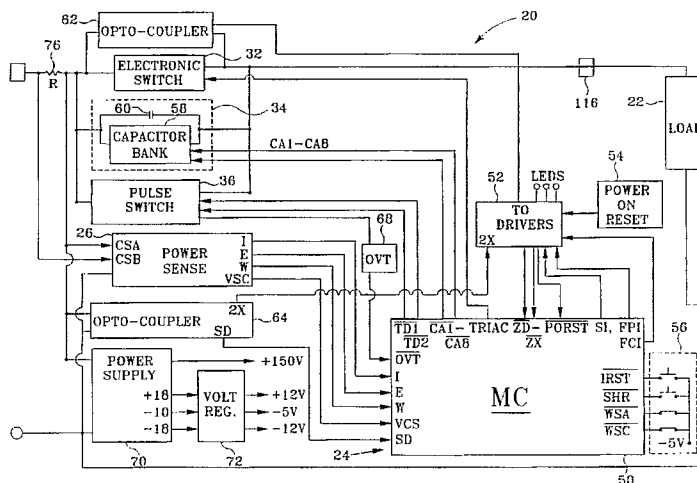 62
OPTO-COUPLER
20
76
R
32
ELECTRONIC
SWITCH
116
22
LOAD
34
60
58
CAPACITOR
BANK
CA1-CA8
36
PULSE
SWITCH
52
LEDS
TO
DRIVERS
2X
54
POWER
ON
RESET
68
OVT
26
CSA
CSB
POWER
SENSE
I
E
W
VSC
2X
OPTO-COUPLER
SD
64
TD1
TD2
CA1-
CA8
TRIAC
ZD-
ZX
PORST
S1,
FPI
FCI
56
OVT
I
E
W
VCS
SD
MC
IRST
SHR
WSA
WSC
-5V
24
50
POWER
SUPPLY
+150V
+18
-10
-18
VOLT
REG.
+12V
-5V
-12V
70
72